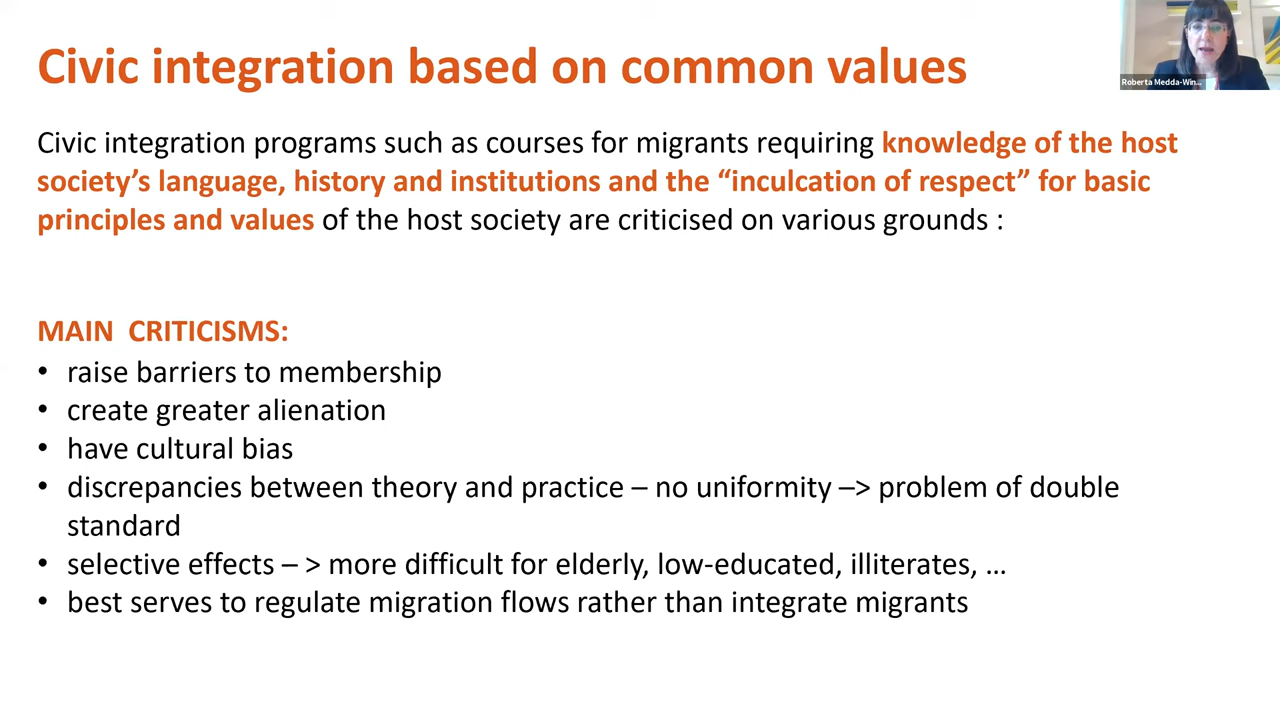 Civic integration based on common values
Roberta Medda-Win...
Civic integration programs such as courses for migrants requiring knowledge of the host
society’s language, history and institutions and the “inculcation of respect” for basic
principles and values of the host society are criticised on various grounds :
MAIN CRITICISMS:
• raise barriers to membership
• create greater alienation
• have cultural bias
• discrepancies between theory and practice – no uniformity –> problem of double
standard
• selective effects – > more difficult for elderly, low-educated, illiterates, ...
• best serves to regulate migration flows rather than integrate migrants